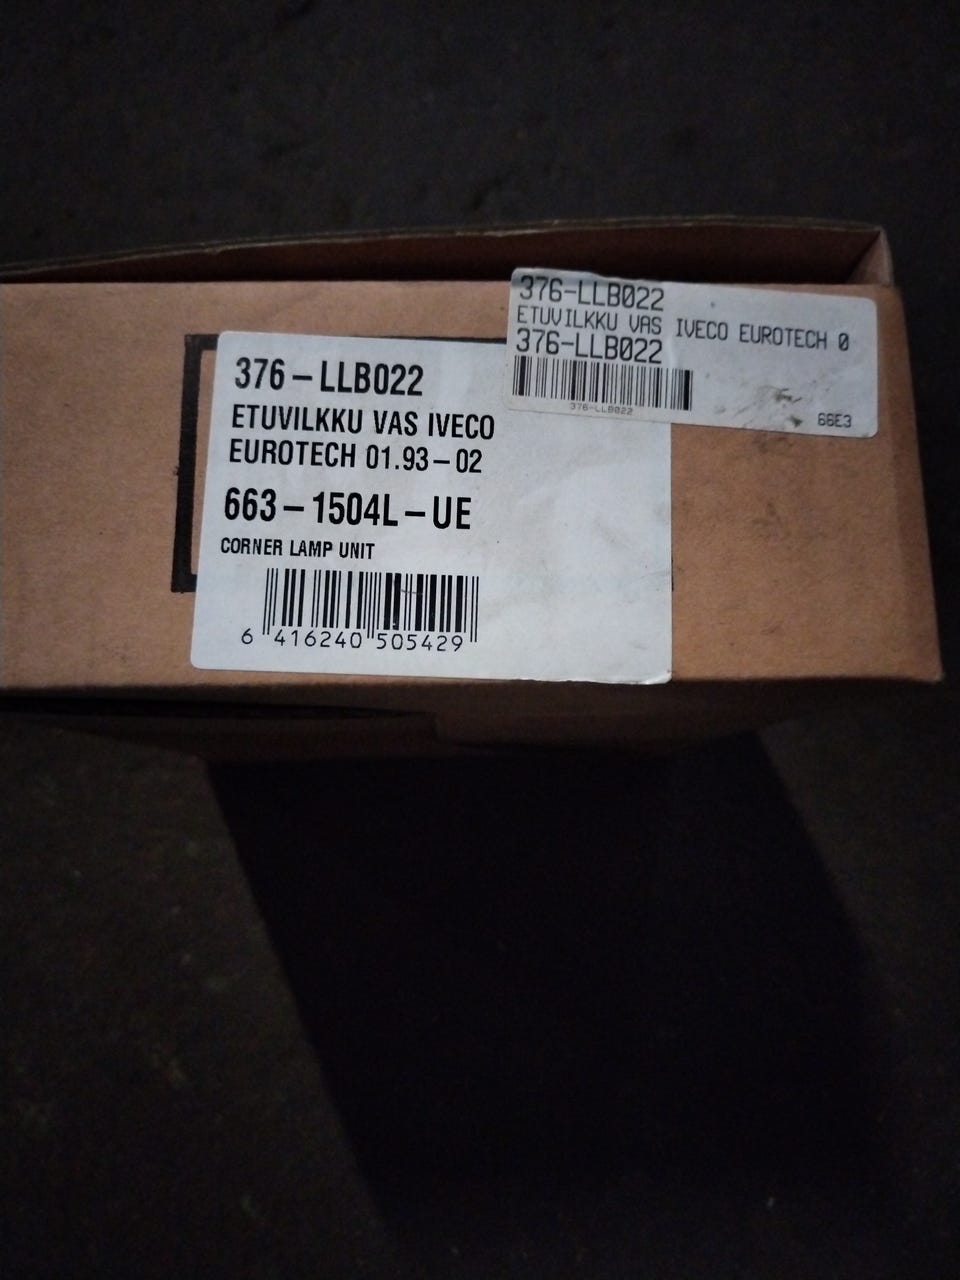 376-LLB022
ETUVILKKU VAS IVECO EUROTECH 0
376-LLB022
376-LLB022
66E3
376-LLB022
ETUVILKKU VAS IVECO
EUROTECH 01.93-02
663-1504L-UE
CORNER LAMP UNIT
6 416240 505429